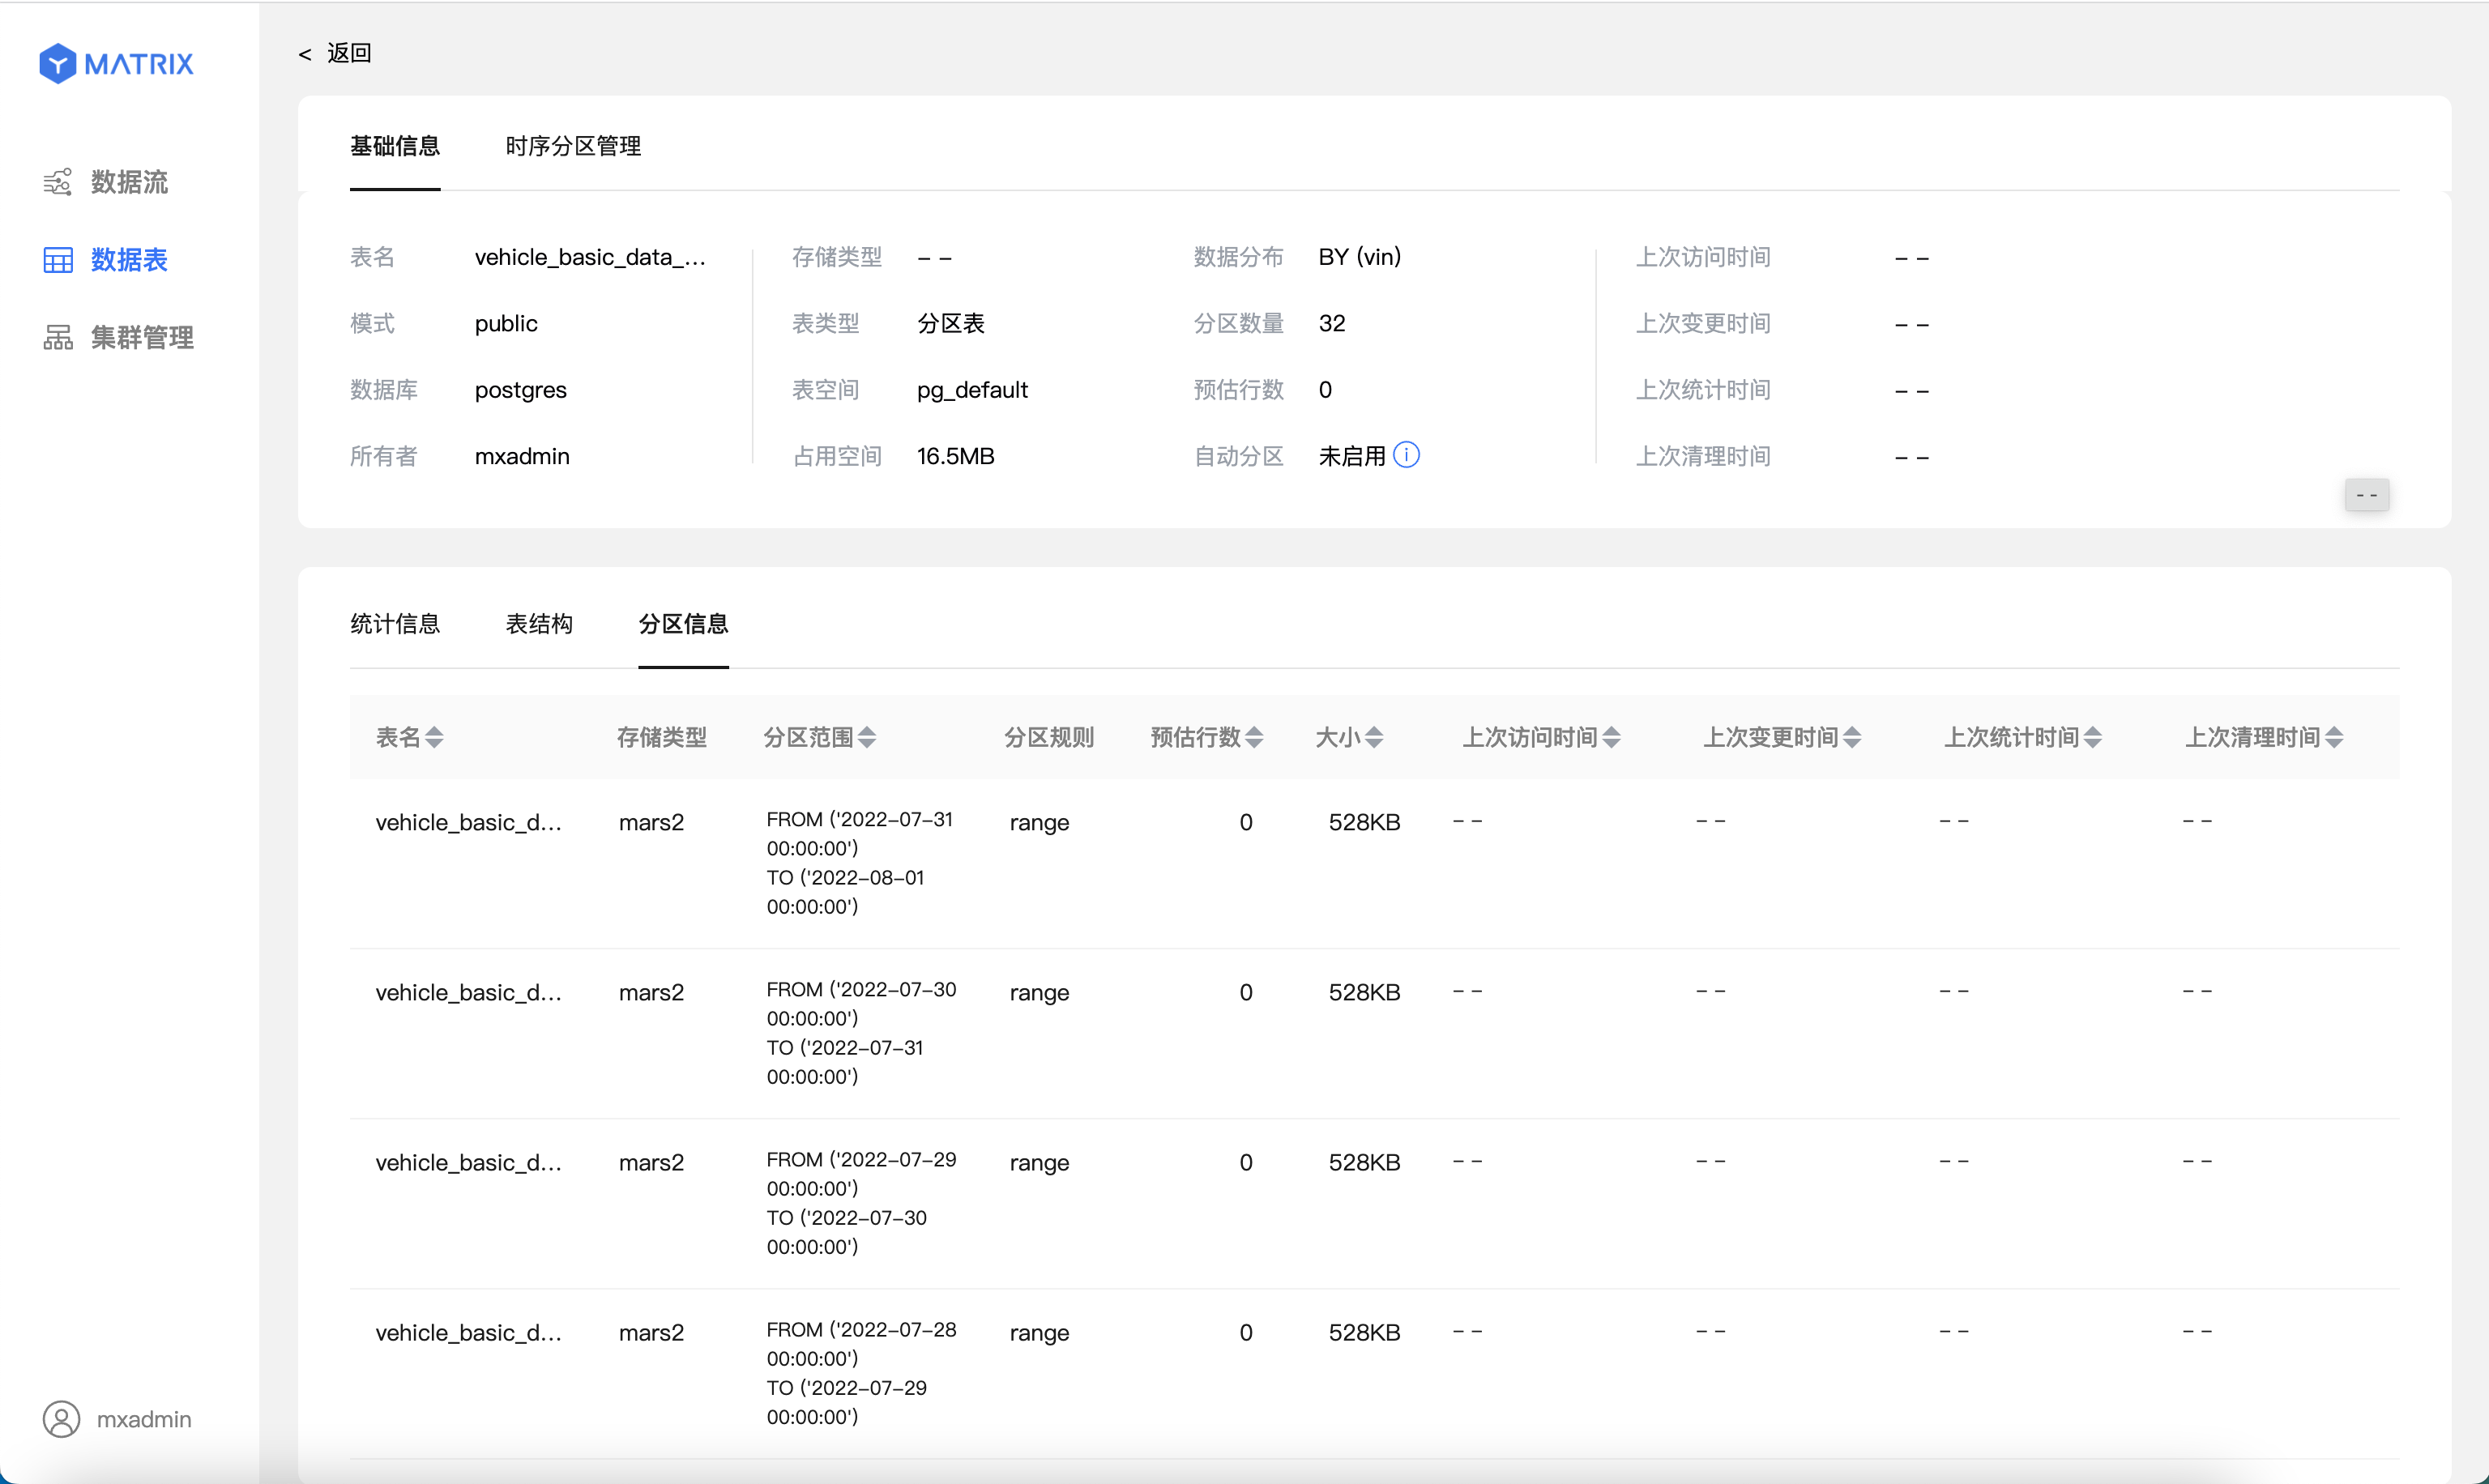 MATRIX
数据流
数据表
集群管理
mxadmin
< 返回
基础信息 时序分区管理
表名 vehicle_basic_data_... 存储类型 -- 数据分布 BY (vin) 上次访问时间 --
模式 public 表类型 分区表 分区数量 32 上次变更时间 --
数据库 postgres 表空间 pg_default 预估行数 0 上次统计时间 --
所有者 mxadmin 占用空间 16.5MB 自动分区 未启用 上次清理时间 --
--
统计信息 表结构 分区信息
表名 存储类型 分区范围 分区规则 预估行数 大小 上次访问时间 上次变更时间 上次统计时间 上次清理时间
vehicle_basic_d... mars2 FROM ('2022-07-31 range 0 528KB -- -- -- --
00:00:00')
TO ('2022-08-01
00:00:00')
vehicle_basic_d... mars2 FROM ('2022-07-30 range 0 528KB -- -- -- --
00:00:00')
TO ('2022-07-31
00:00:00')
vehicle_basic_d... mars2 FROM ('2022-07-29 range 0 528KB -- -- -- --
00:00:00')
TO ('2022-07-30
00:00:00')
vehicle_basic_d... mars2 FROM ('2022-07-28 range 0 528KB -- -- -- --
00:00:00')
TO ('2022-07-29
00:00:00')